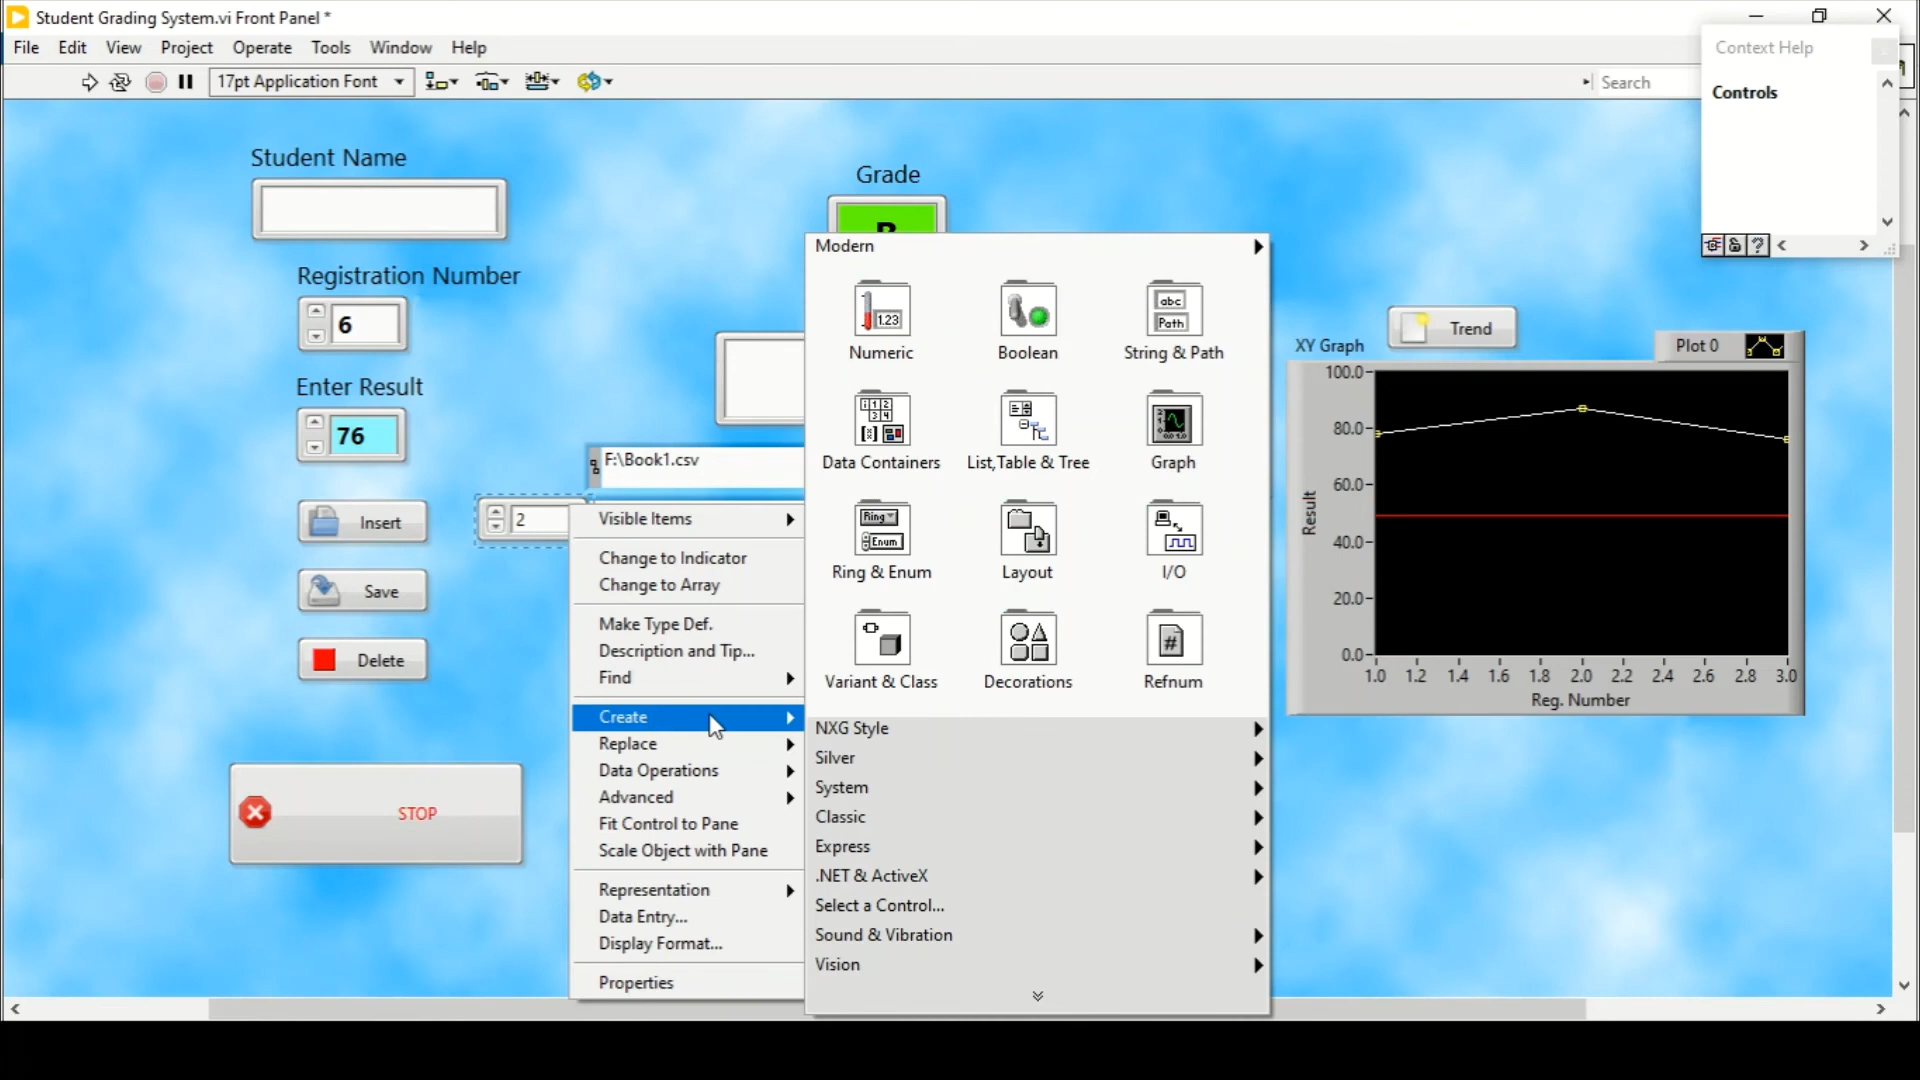 Student Grading System.vi Front Panel *
File Edit View Project Operate Tools Window Help
17pt Application Font
Search
Context Help
Controls
Student Name
Registration Number
6
Enter Result
76
Insert
Save
Delete
STOP
Grade
F:\Book1.csv
2
Visible Items
Change to Indicator
Change to Array
Make Type Def.
Description and Tip...
Find
Create
Replace
Data Operations
Advanced
Fit Control to Pane
Scale Object with Pane
Representation
Data Entry...
Display Format...
Properties
Modern
1.23
abc
Path
Numeric Boolean String & Path
Data Containers List, Table & Tree Graph
Ring
Enum
Ring & Enum Layout I/O
#
Variant & Class Decorations Refnum
NXG Style
Silver
System
Classic
Express
.NET & ActiveX
Select a Control...
Sound & Vibration
Vision
Trend
XY Graph
Plot 0
100.0
80.0
60.0
40.0
20.0
0.0
Result
1.0 1.2 1.4 1.6 1.8 2.0 2.2 2.4 2.6 2.8 3.0
Reg. Number